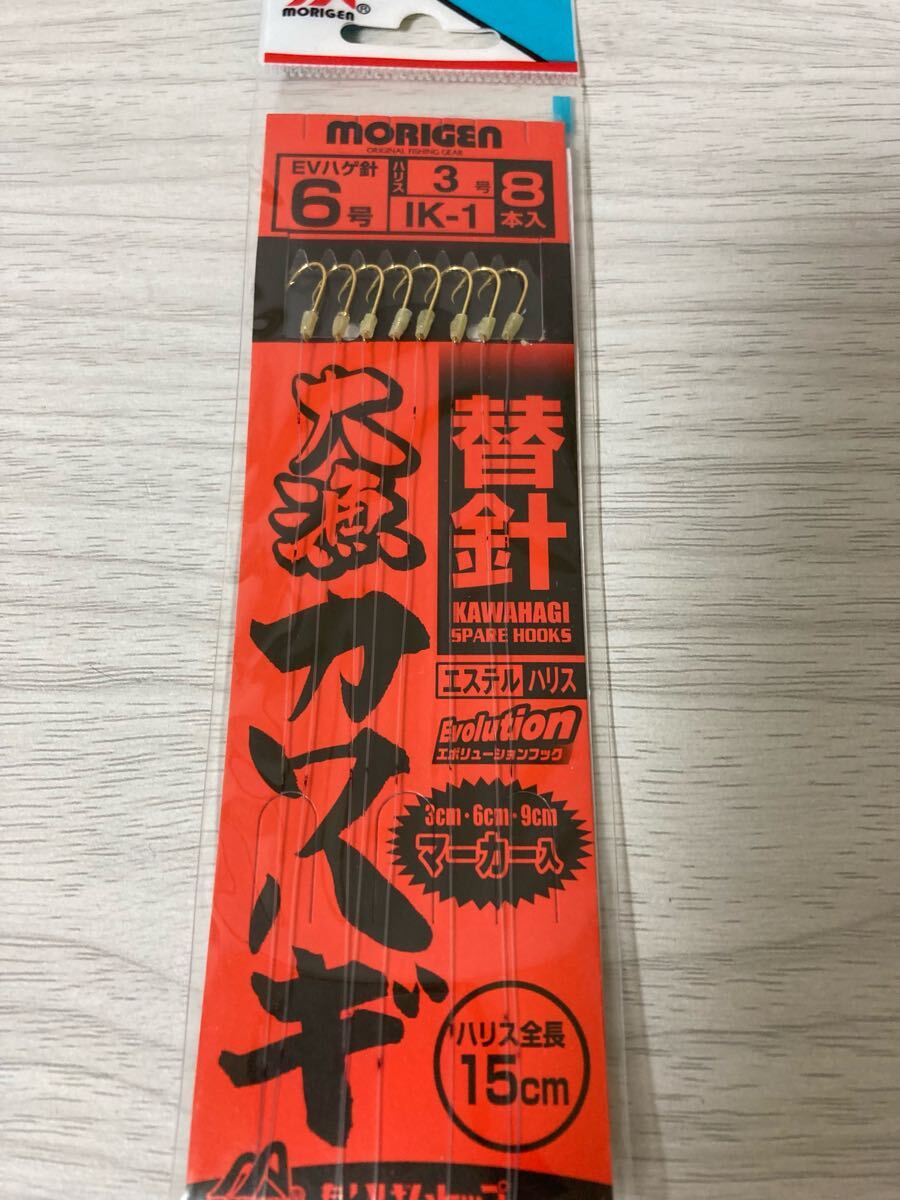 MORIGEN®
MORIGEN
ORIGINAL FISHING GEAR
EVハゲ針
6号
ハリス
3号
IK-1
8
本入
替針
KAWAHAGI
SPARE HOOKS
エステル ハリス
Evolution
エボリューションフック
3cm・6cm・9cm
マーカー入
大漁カワハギ
ハリス全長
15cm